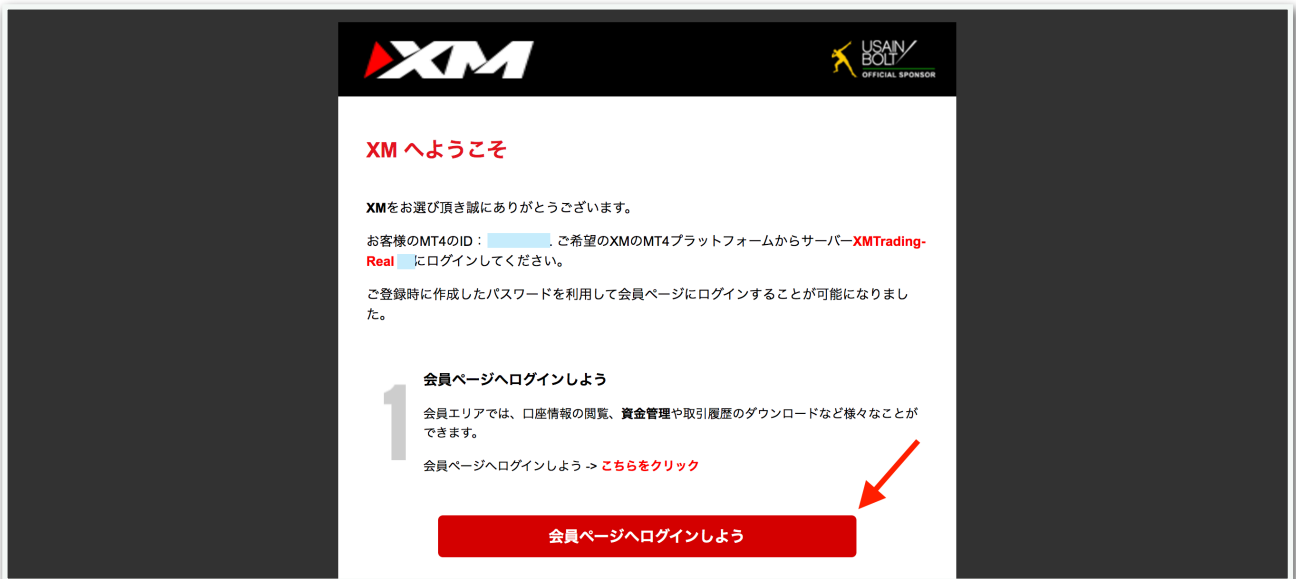 XM
USAIN
BOLT
OFFICIAL SPONSOR
XM へようこそ
XMをお選び頂き誠にありがとうございます。
お客様のMT4のID： . ご希望のXMのMT4プラットフォームからサーバーXMTrading-
Real にログインしてください。
ご登録時に作成したパスワードを利用して会員ページにログインすることが可能になりまし
た。
1
会員ページへログインしよう
会員エリアでは、口座情報の閲覧、資金管理や取引履歴のダウンロードなど様々なことが
できます。
会員ページへログインしよう -> こちらをクリック
会員ページへログインしよう